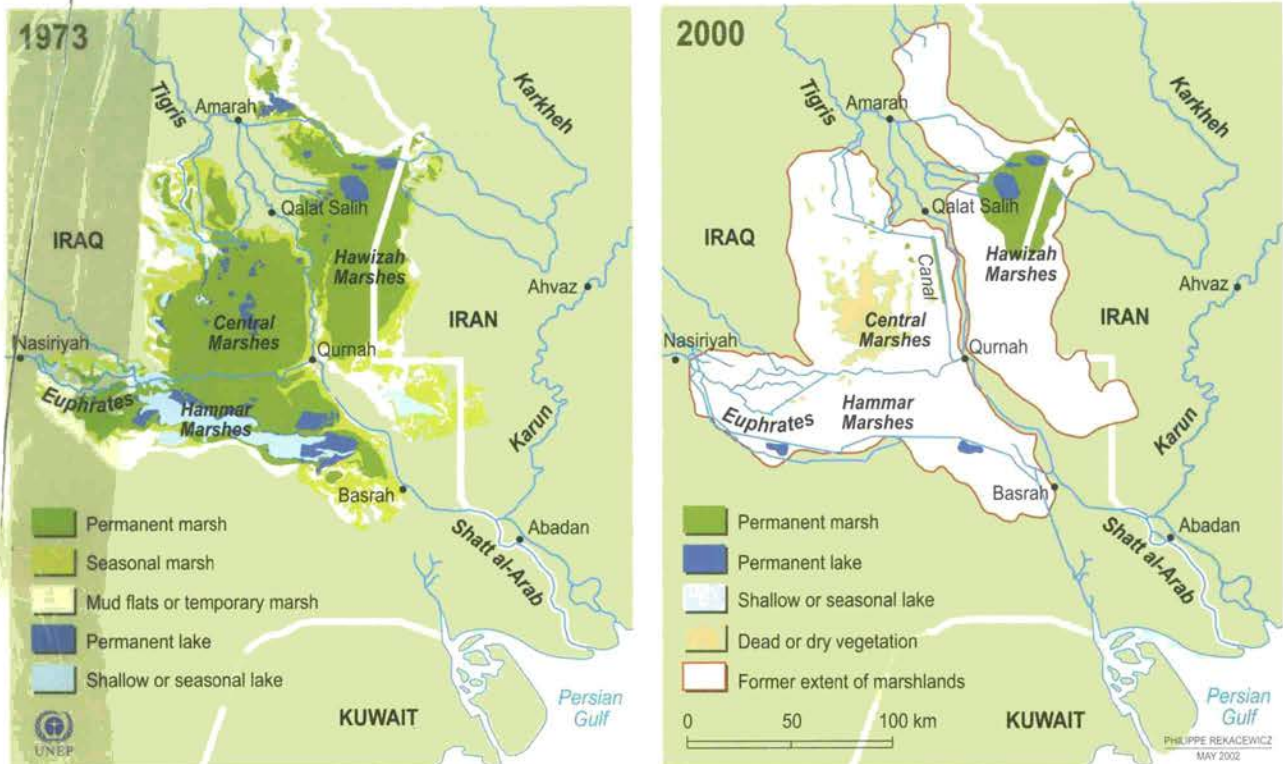 1973
Tigris
Karkheh
Amarah
Qalat Salih
IRAQ
Hawizah
Marshes
Ahvaz
Central
Marshes
IRAN
Nasiriyah
Qurnah
Euphrates
Hammar
Marshes
Karun
Basrah
Abadan
Shatt al-Arab
Permanent marsh
Seasonal marsh
Mud flats or temporary marsh
Permanent lake
Shallow or seasonal lake
Persian
Gulf
KUWAIT
UNEP
2000
Tigris
Karkheh
Amarah
Qalat Salih
IRAQ
Hawizah
Marshes
Canal
Ahvaz
Central
Marshes
IRAN
Nasiriyah
Qurnah
Euphrates
Hammar
Marshes
Karun
Basrah
Abadan
Shatt al-Arab
Permanent marsh
Permanent lake
Shallow or seasonal lake
Dead or dry vegetation
Former extent of marshlands
0 50 100 km
Persian
Gulf
KUWAIT
PHILIPPE REKACEWICZ
MAY 2002